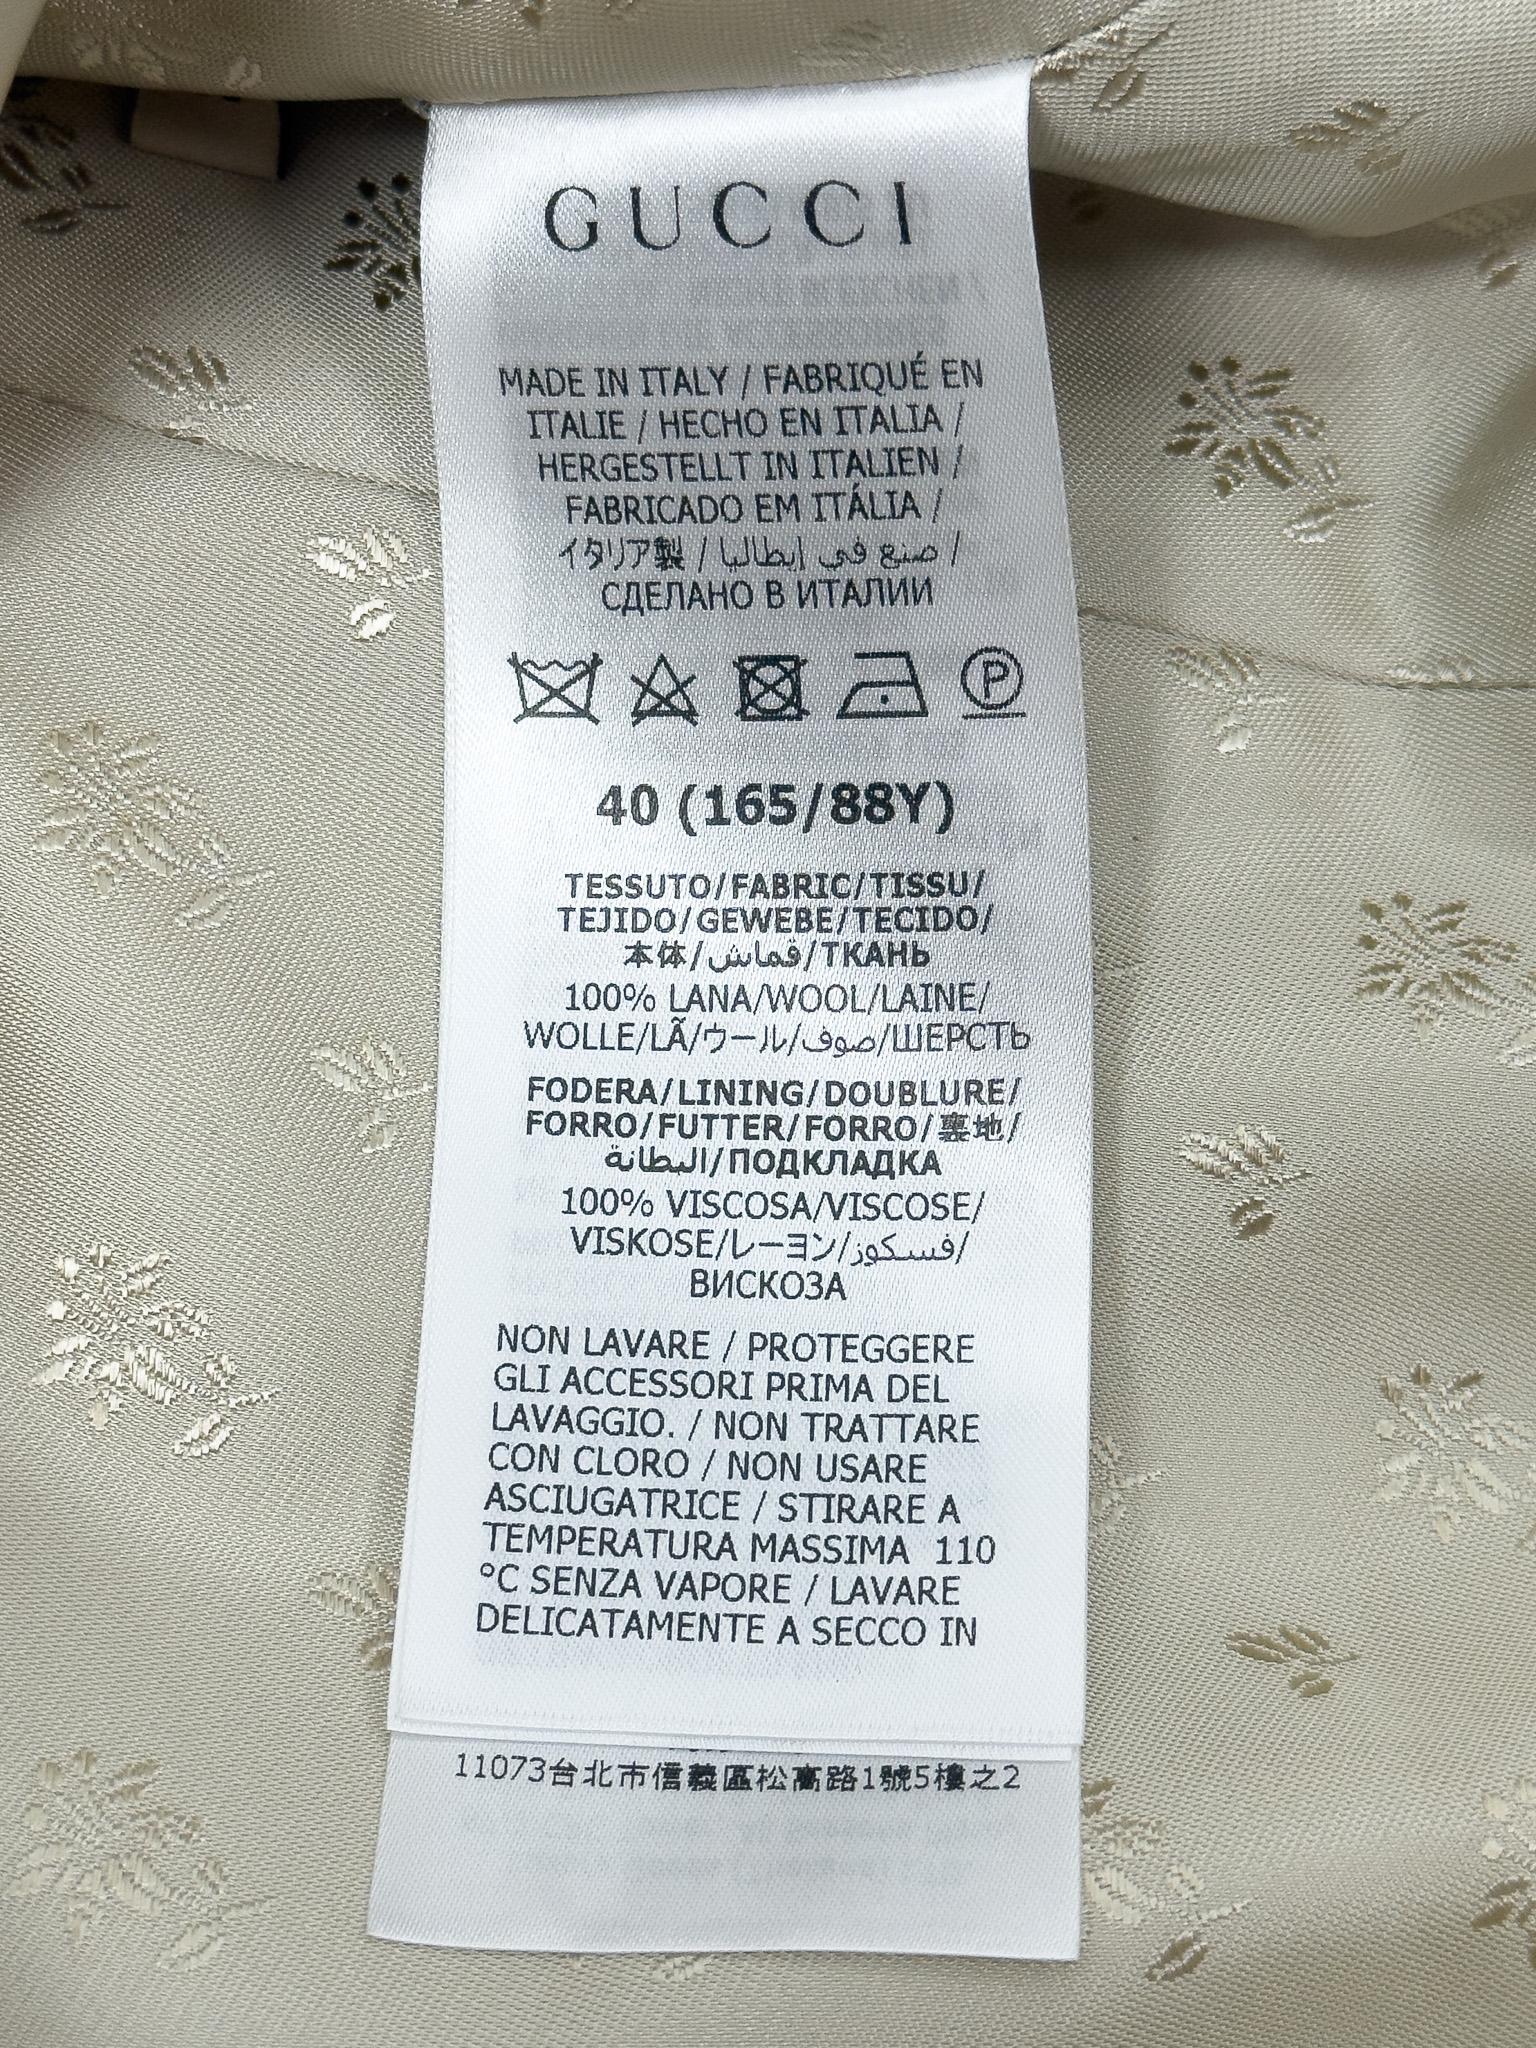 GUCCI
MADE IN ITALY / FABRIQUÉ EN
ITALIE / HECHO EN ITALIA /
HERGESTELLT IN ITALIEN /
FABRICADO EM ITÁLIA /
イタリア製 / صنع في إيطاليا /
СДЕЛАНО В ИТАЛИИ
P
40 (165/88Y)
TESSUTO/FABRIC/TISSU/
TEJIDO/GEWEBE/TECIDO/
本体/قماش/ТКАНЬ
100% LANA/WOOL/LAINE/
WOLLE/LÃ/ウール/صوف/ШЕРСТЬ
FODERA/LINING/DOUBLURE/
FORRO/FUTTER/FORRO/裏地/
البطانة/ПОДКЛАДКА
100% VISCOSA/VISCOSE/
VISKOSE/レーヨン/فسكوز/
ВИСКОЗА
NON LAVARE / PROTEGGERE
GLI ACCESSORI PRIMA DEL
LAVAGGIO. / NON TRATTARE
CON CLORO / NON USARE
ASCIUGATRICE / STIRARE A
TEMPERATURA MASSIMA 110
°C SENZA VAPORE / LAVARE
DELICATAMENTE A SECCO IN
11073台北市信義區松高路1號5樓之2